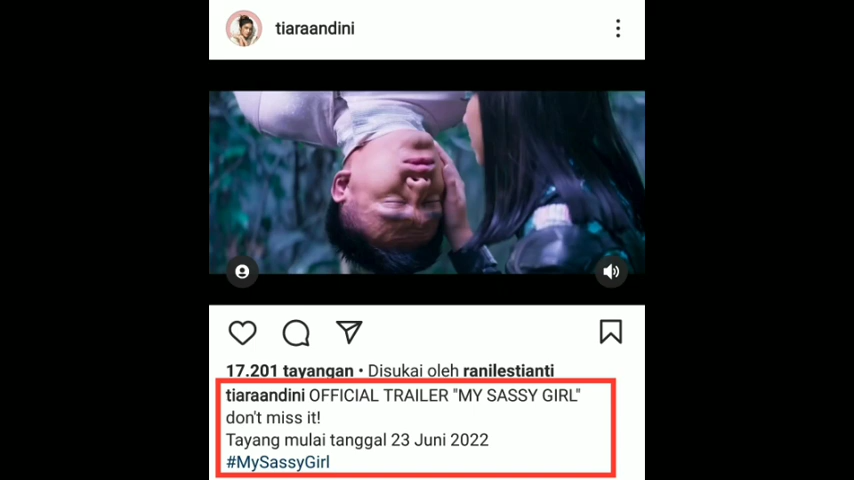 tiaraandini
17.201 tayangan • Disukai oleh ranilestianti
tiaraandini OFFICIAL TRAILER "MY SASSY GIRL"
don't miss it!
Tayang mulai tanggal 23 Juni 2022
#MySassyGirl